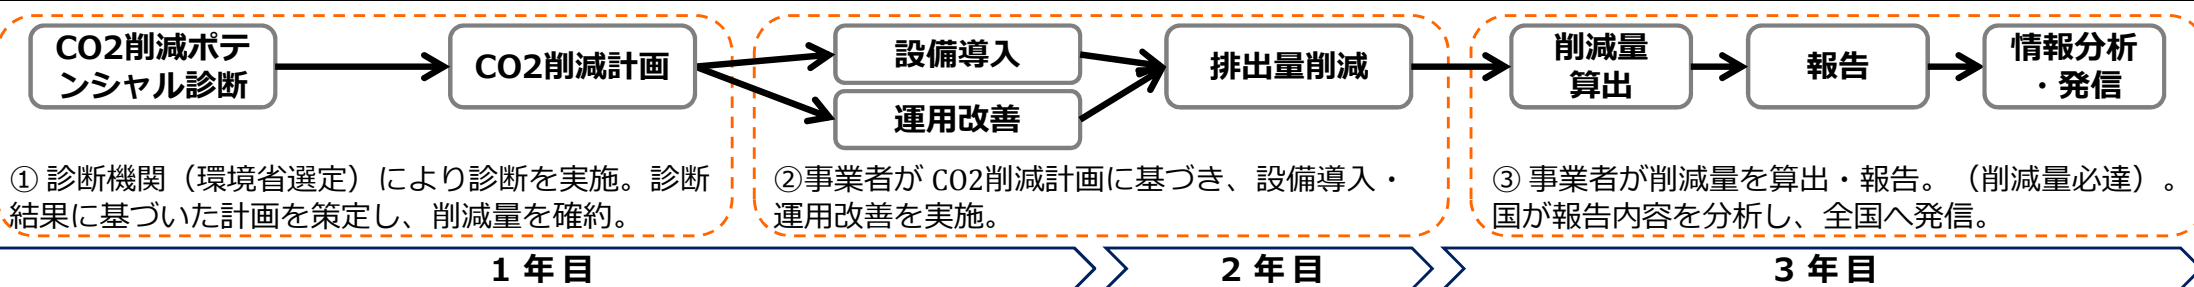 CO2削減ポテ
ンシャル診断
CO2削減計画
設備導入
運用改善
排出量削減
削減量
算出
報告
情報分析
・発信
① 診断機関（環境省選定）により診断を実施。診断
結果に基づいた計画を策定し、削減量を確約。
②事業者が CO2削減計画に基づき、設備導入・
運用改善を実施。
③ 事業者が削減量を算出・報告。（削減量必達）。
国が報告内容を分析し、全国へ発信。
1 年目
2 年目
3 年目